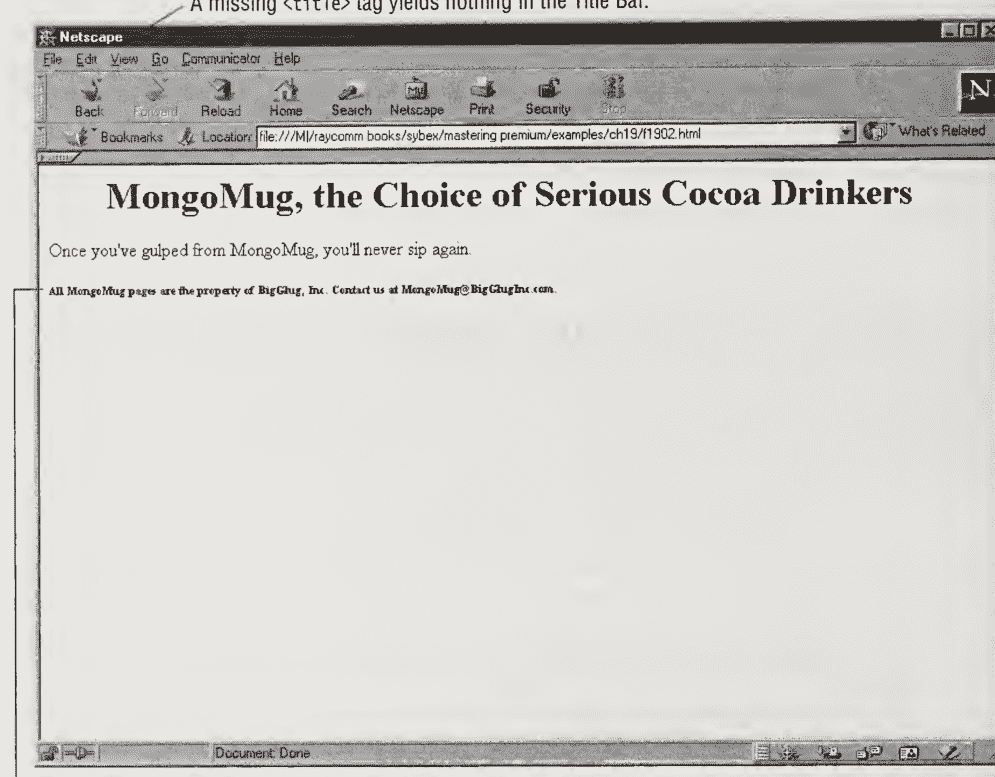 A missing <title> tag yields nothing in the Title Bar.
Netscape
File Edit View Go Communicator Help
Back Forward Reload Home Search Netscape Print Security Stop
My
N
Bookmarks Location: file:///M|/raycomm books/sybex/mastering premium/examples/ch19/f1902.html What's Related
MongoMug, the Choice of Serious Cocoa Drinkers
Once you've gulped from MongoMug, you'll never sip again.
All MongoMug pages are the property of BigGlug, Inc. Contact us at MongoMug@BigGlugInc.com.
Document: Done